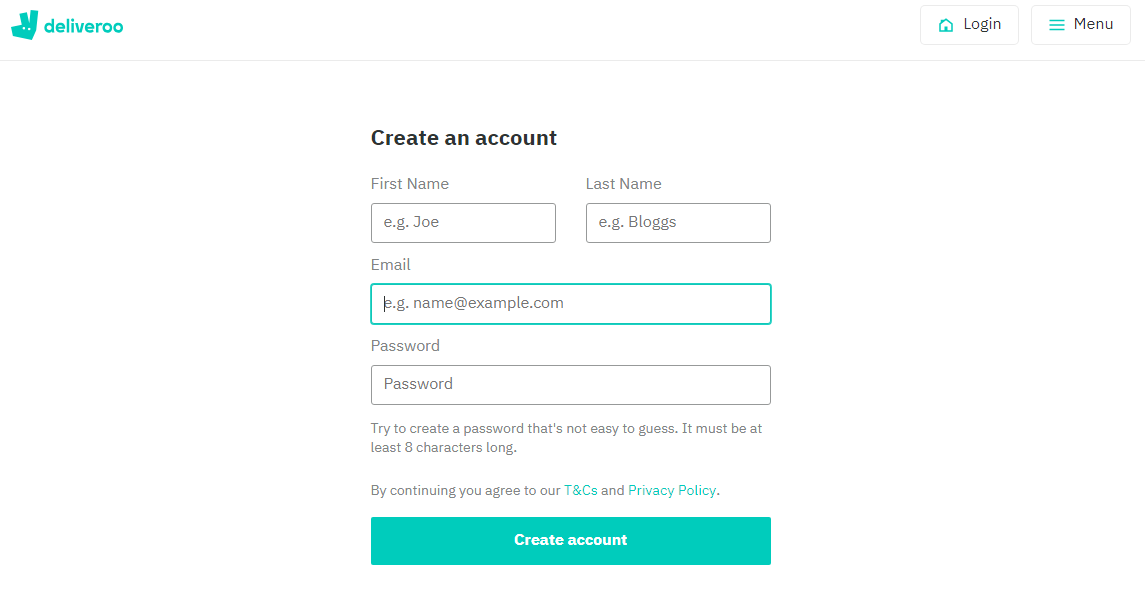 deliveroo
Login
Menu
Create an account
First Name
Last Name
e.g. Joe
e.g. Bloggs
Email
e.g. name@example.com
Password
Password
Try to create a password that's not easy to guess. It must be at
least 8 characters long.
By continuing you agree to our T&Cs and Privacy Policy.
Create account